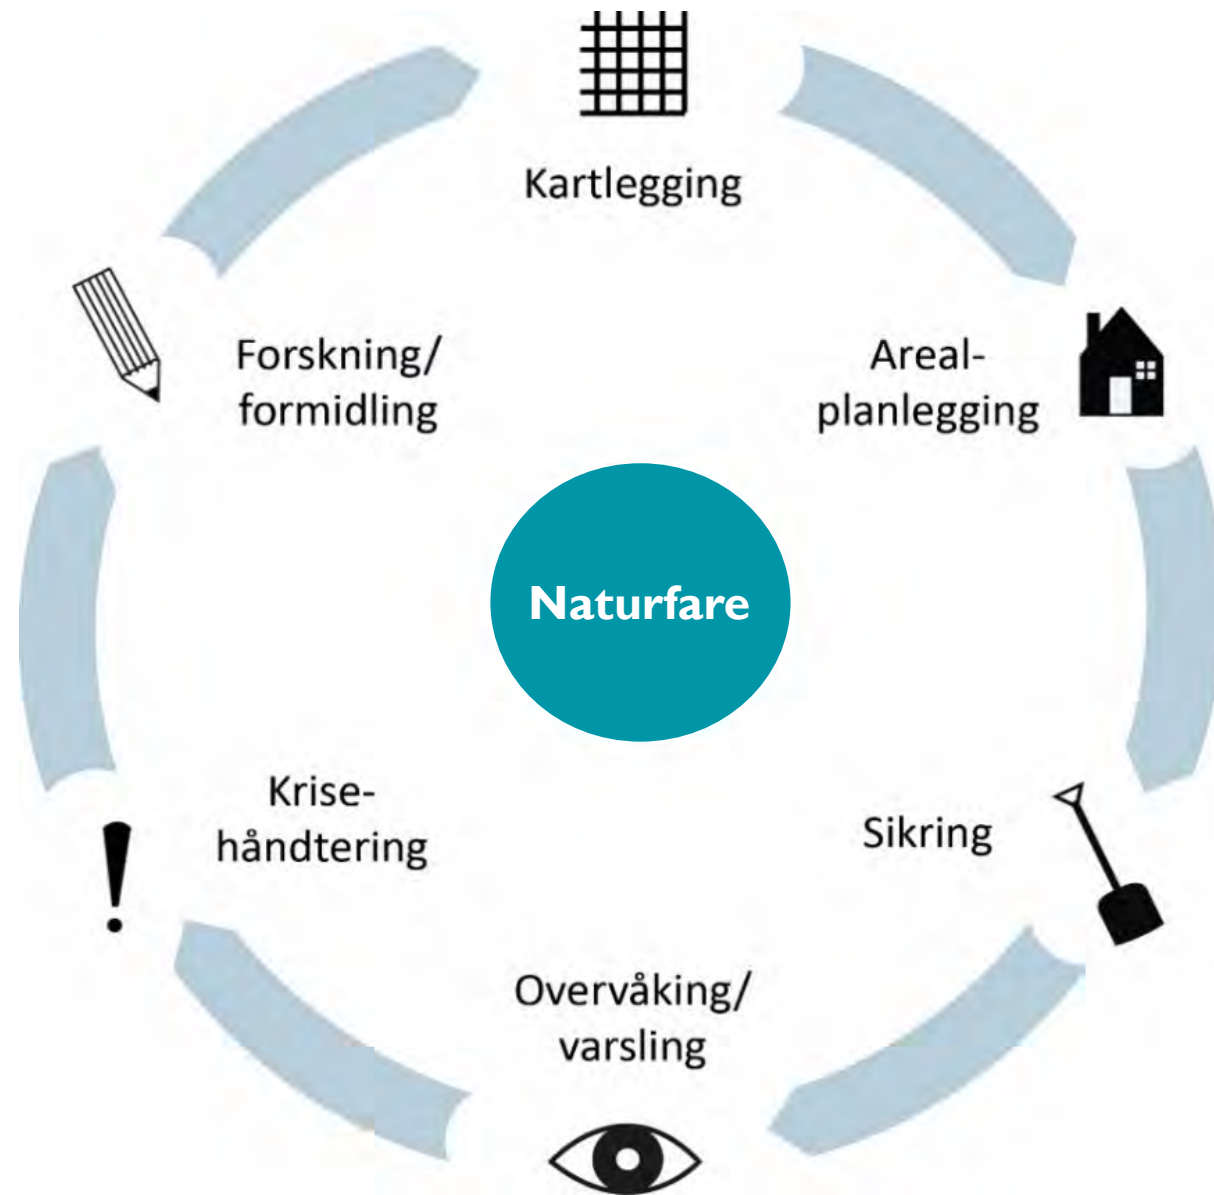 Kartlegging
Areal-
planlegging
Sikring
Overvåking/
varsling
Krise-
håndtering
Forskning/
formidling
Naturfare